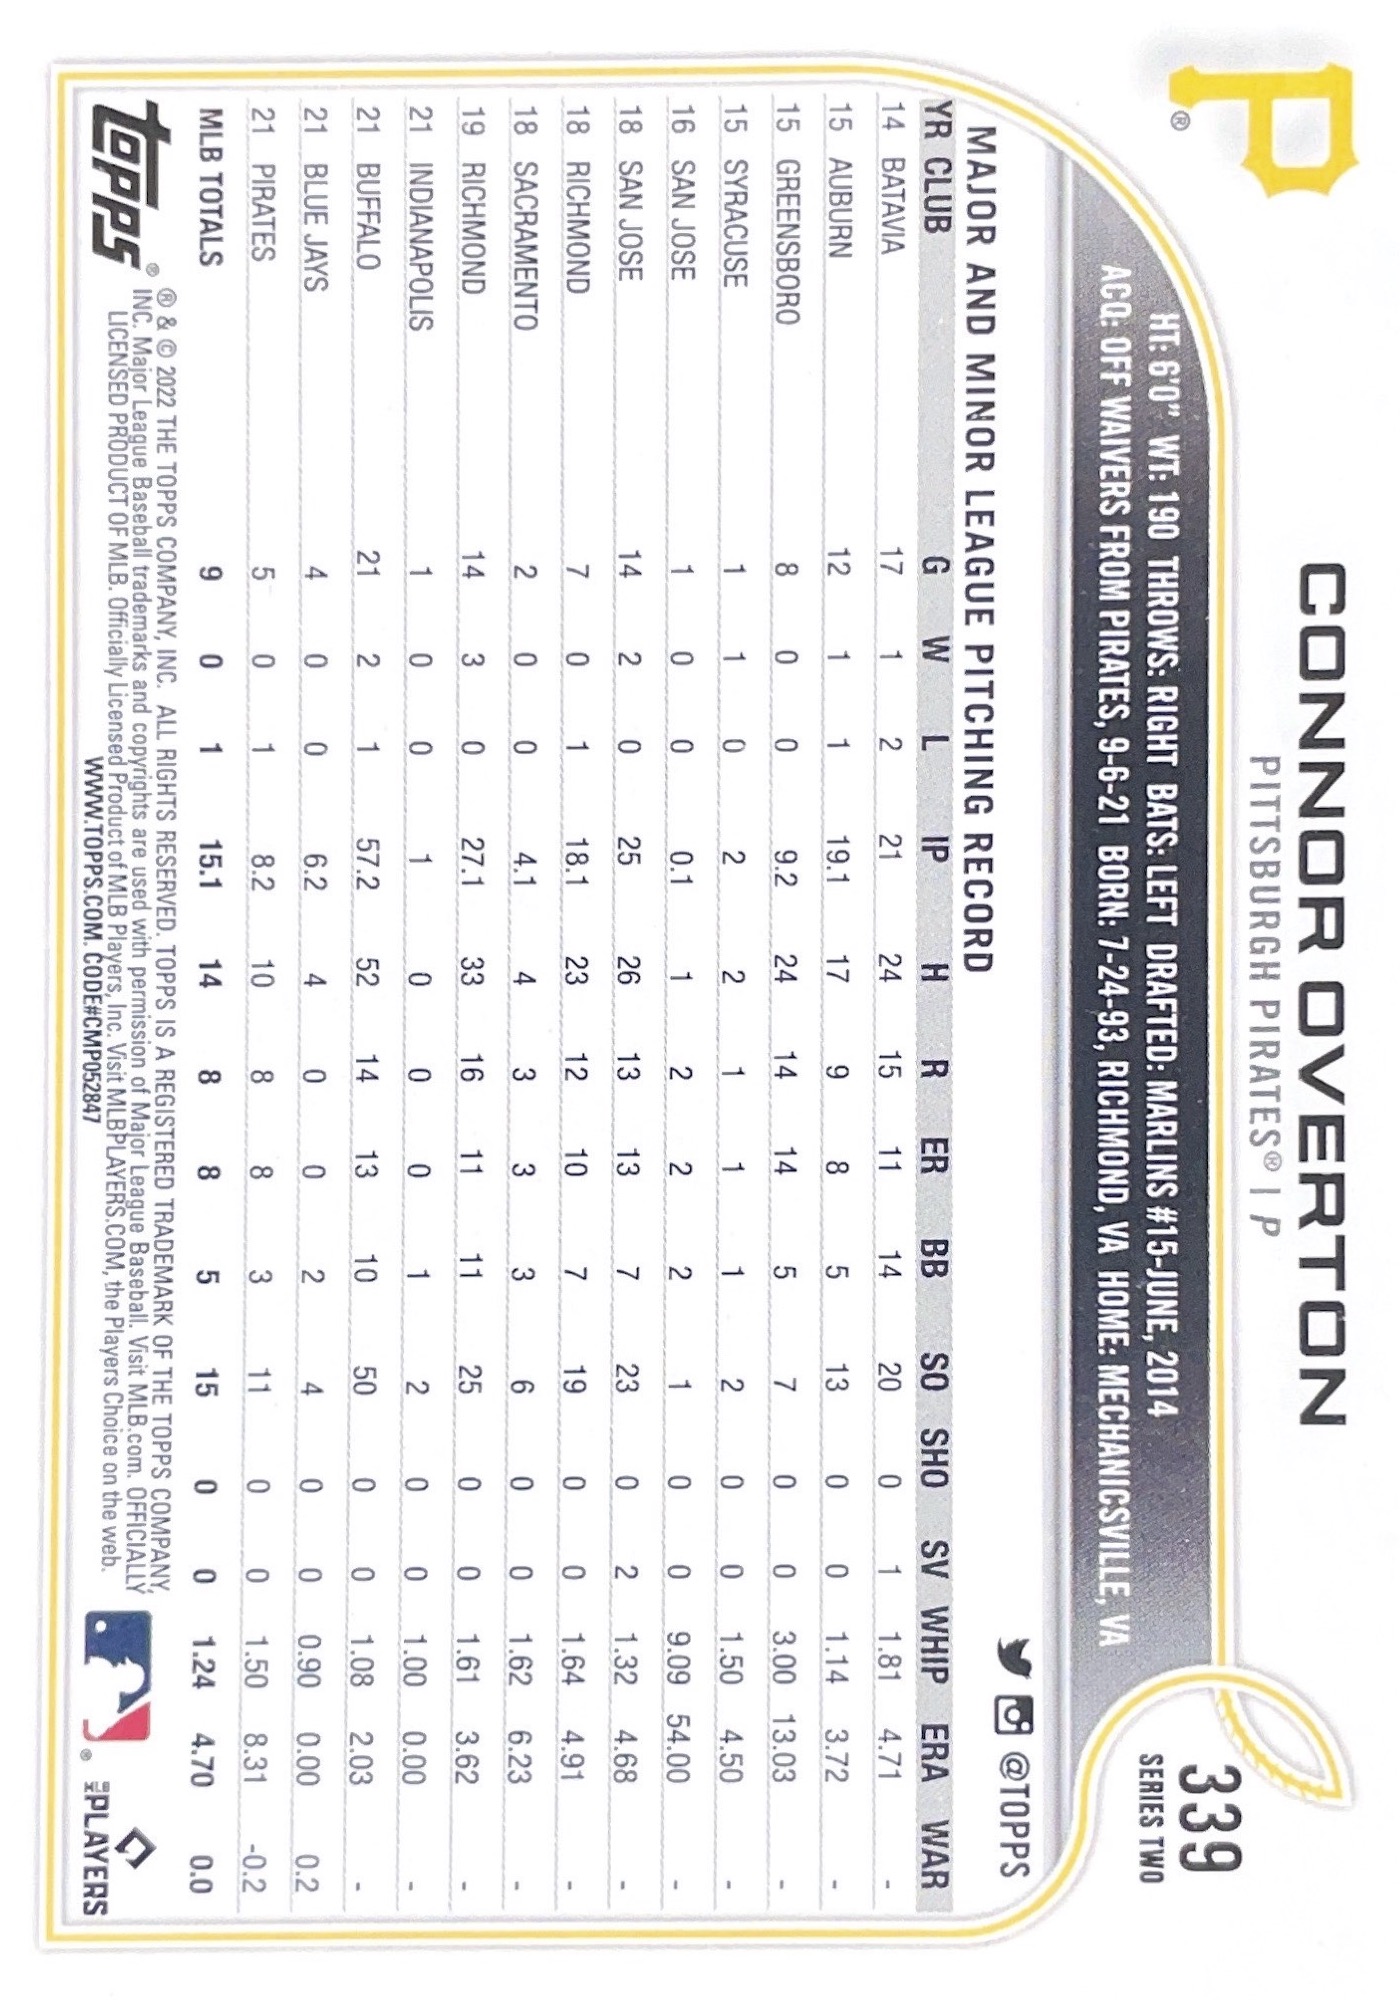 P®
CONNOR OVERTON
PITTSBURGH PIRATES® | P
339
SERIES TWO
HT: 6'0" WT: 190 THROWS: RIGHT BATS: LEFT DRAFTED: MARLINS #15-JUNE, 2014
ACQ: OFF WAIVERS FROM PIRATES, 9-6-21 BORN: 7-24-93, RICHMOND, VA HOME: MECHANICSVILLE, VA
MAJOR AND MINOR LEAGUE PITCHING RECORD @TOPPS
YR CLUB G W L IP H R ER BB SO SHO SV WHIP ERA WAR
14 BATAVIA 17 1 2 21 24 15 11 14 20 0 1 1.81 4.71 -
15 AUBURN 12 1 1 19.1 17 9 8 5 13 0 0 1.14 3.72 -
15 GREENSBORO 8 0 0 9.2 24 14 14 5 7 0 0 3.00 13.03 -
15 SYRACUSE 1 1 0 2 2 1 1 1 2 0 0 1.50 4.50 -
16 SAN JOSE 1 0 0 0.1 1 2 2 2 1 0 0 9.09 54.00 -
18 SAN JOSE 14 2 0 25 26 13 13 7 23 0 2 1.32 4.68 -
18 RICHMOND 7 0 1 18.1 23 12 10 7 19 0 0 1.64 4.91 -
18 SACRAMENTO 2 0 0 4.1 4 3 3 3 6 0 0 1.62 6.23 -
19 RICHMOND 14 3 0 27.1 33 16 11 11 25 0 0 1.61 3.62 -
21 INDIANAPOLIS 1 0 0 1 0 0 0 1 2 0 0 1.00 0.00 -
21 BUFFALO 21 2 1 57.2 52 14 13 10 50 0 0 1.08 2.03 -
21 BLUE JAYS 4 0 0 6.2 4 0 0 2 4 0 0 0.90 0.00 0.2
21 PIRATES 5 0 1 8.2 10 8 8 3 11 0 0 1.50 8.31 -0.2
MLB TOTALS 9 0 1 15.1 14 8 8 5 15 0 0 1.24 4.70 0.0
topps®
® & © 2022 THE TOPPS COMPANY, INC. ALL RIGHTS RESERVED. TOPPS IS A REGISTERED TRADEMARK OF THE TOPPS COMPANY,
INC. Major League Baseball trademarks and copyrights are used with permission of Major League Baseball. Visit MLB.com. OFFICIALLY
LICENSED PRODUCT OF MLB. Officially Licensed Product of MLB Players, Inc. Visit MLBPLAYERS.COM, the Players Choice on the web.
WWW.TOPPS.COM. CODE#CMP052847
®
MLB PLAYERS INC